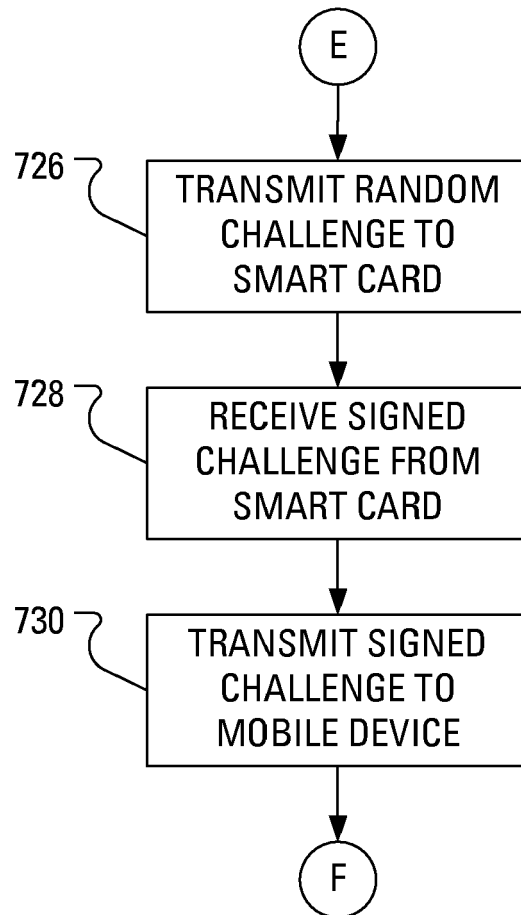 E
726
TRANSMIT RANDOM
CHALLENGE TO
SMART CARD
728
RECEIVE SIGNED
CHALLENGE FROM
SMART CARD
730
TRANSMIT SIGNED
CHALLENGE TO
MOBILE DEVICE
F